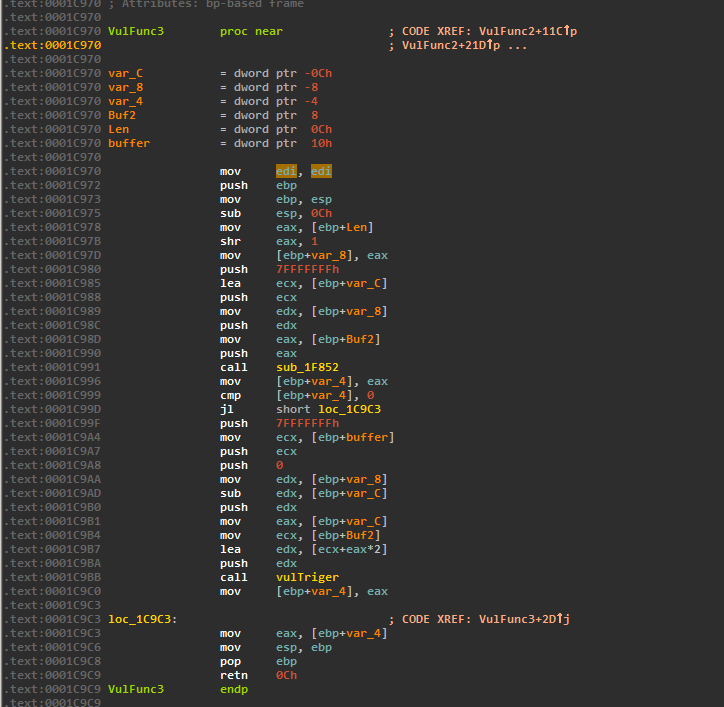 .text:0001C970 ; Attributes: bp-based frame
.text:0001C970
.text:0001C970 VulFunc3 proc near ; CODE XREF: VulFunc2+11C↑p
.text:0001C970 ; VulFunc2+21D↑p ...
.text:0001C970
.text:0001C970 var_C = dword ptr -0Ch
.text:0001C970 var_8 = dword ptr -8
.text:0001C970 var_4 = dword ptr -4
.text:0001C970 Buf2 = dword ptr 8
.text:0001C970 Len = dword ptr 0Ch
.text:0001C970 buffer = dword ptr 10h
.text:0001C970
.text:0001C970 mov edi, edi
.text:0001C972 push ebp
.text:0001C973 mov ebp, esp
.text:0001C975 sub esp, 0Ch
.text:0001C978 mov eax, [ebp+Len]
.text:0001C97B shr eax, 1
.text:0001C97D mov [ebp+var_8], eax
.text:0001C980 push 7FFFFFFFh
.text:0001C985 lea ecx, [ebp+var_C]
.text:0001C988 push ecx
.text:0001C989 mov edx, [ebp+var_8]
.text:0001C98C push edx
.text:0001C98D mov eax, [ebp+Buf2]
.text:0001C990 push eax
.text:0001C991 call sub_1F852
.text:0001C996 mov [ebp+var_4], eax
.text:0001C999 cmp [ebp+var_4], 0
.text:0001C99D jl short loc_1C9C3
.text:0001C99F push 7FFFFFFFh
.text:0001C9A4 mov ecx, [ebp+buffer]
.text:0001C9A7 push ecx
.text:0001C9A8 push 0
.text:0001C9AA mov edx, [ebp+var_8]
.text:0001C9AD sub edx, [ebp+var_C]
.text:0001C9B0 push edx
.text:0001C9B1 mov eax, [ebp+var_C]
.text:0001C9B4 mov ecx, [ebp+Buf2]
.text:0001C9B7 lea edx, [ecx+eax*2]
.text:0001C9BA push edx
.text:0001C9BB call vulTriger
.text:0001C9C0 mov [ebp+var_4], eax
.text:0001C9C3
.text:0001C9C3 loc_1C9C3: ; CODE XREF: VulFunc3+2D↑j
.text:0001C9C3 mov eax, [ebp+var_4]
.text:0001C9C6 mov esp, ebp
.text:0001C9C8 pop ebp
.text:0001C9C9 retn 0Ch
.text:0001C9C9 VulFunc3 endp
.text:0001C9C9